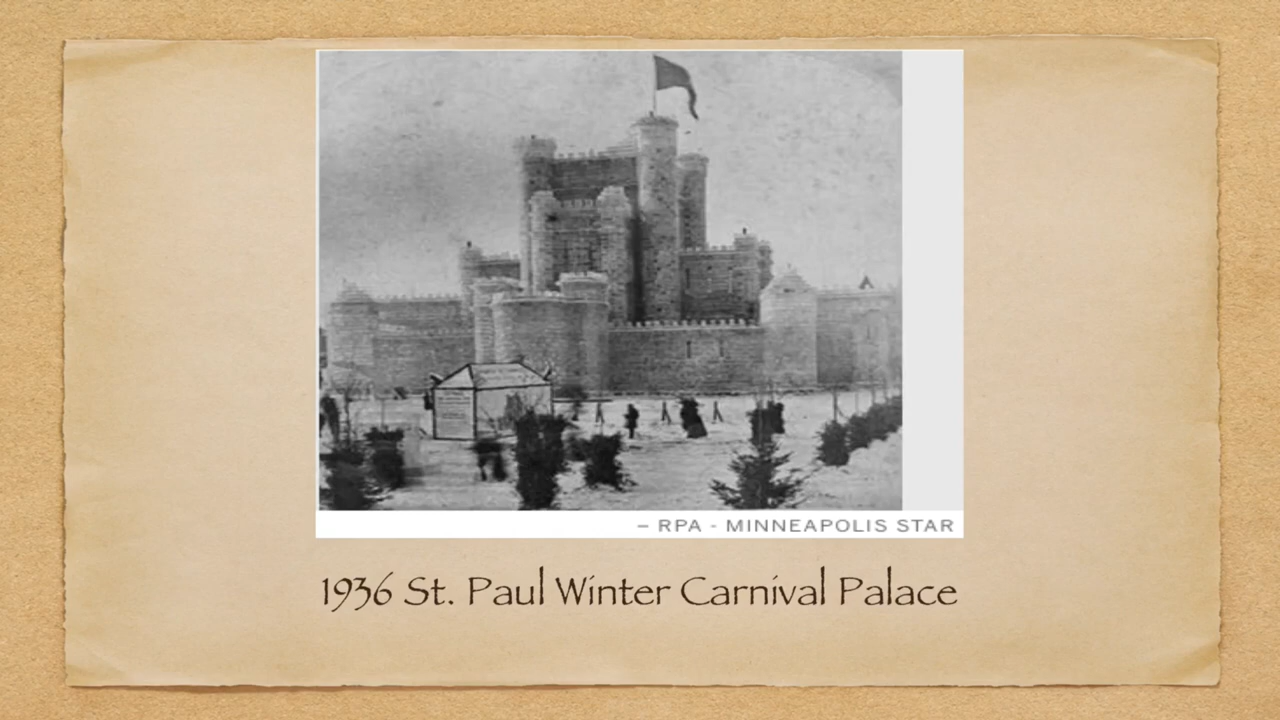 – RPA - MINNEAPOLIS STAR
1936 St. Paul Winter Carnival Palace